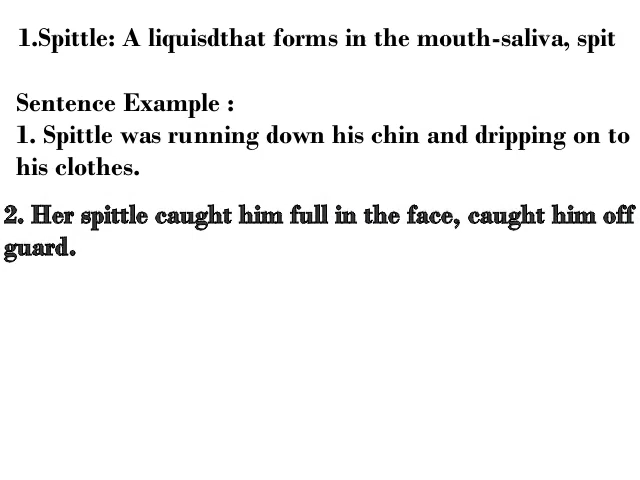 1.Spittle: A liquisdthat forms in the mouth-saliva, spit
Sentence Example :
1. Spittle was running down his chin and dripping on to
his clothes.
2. Her spittle caught him full in the face, caught him off
guard.